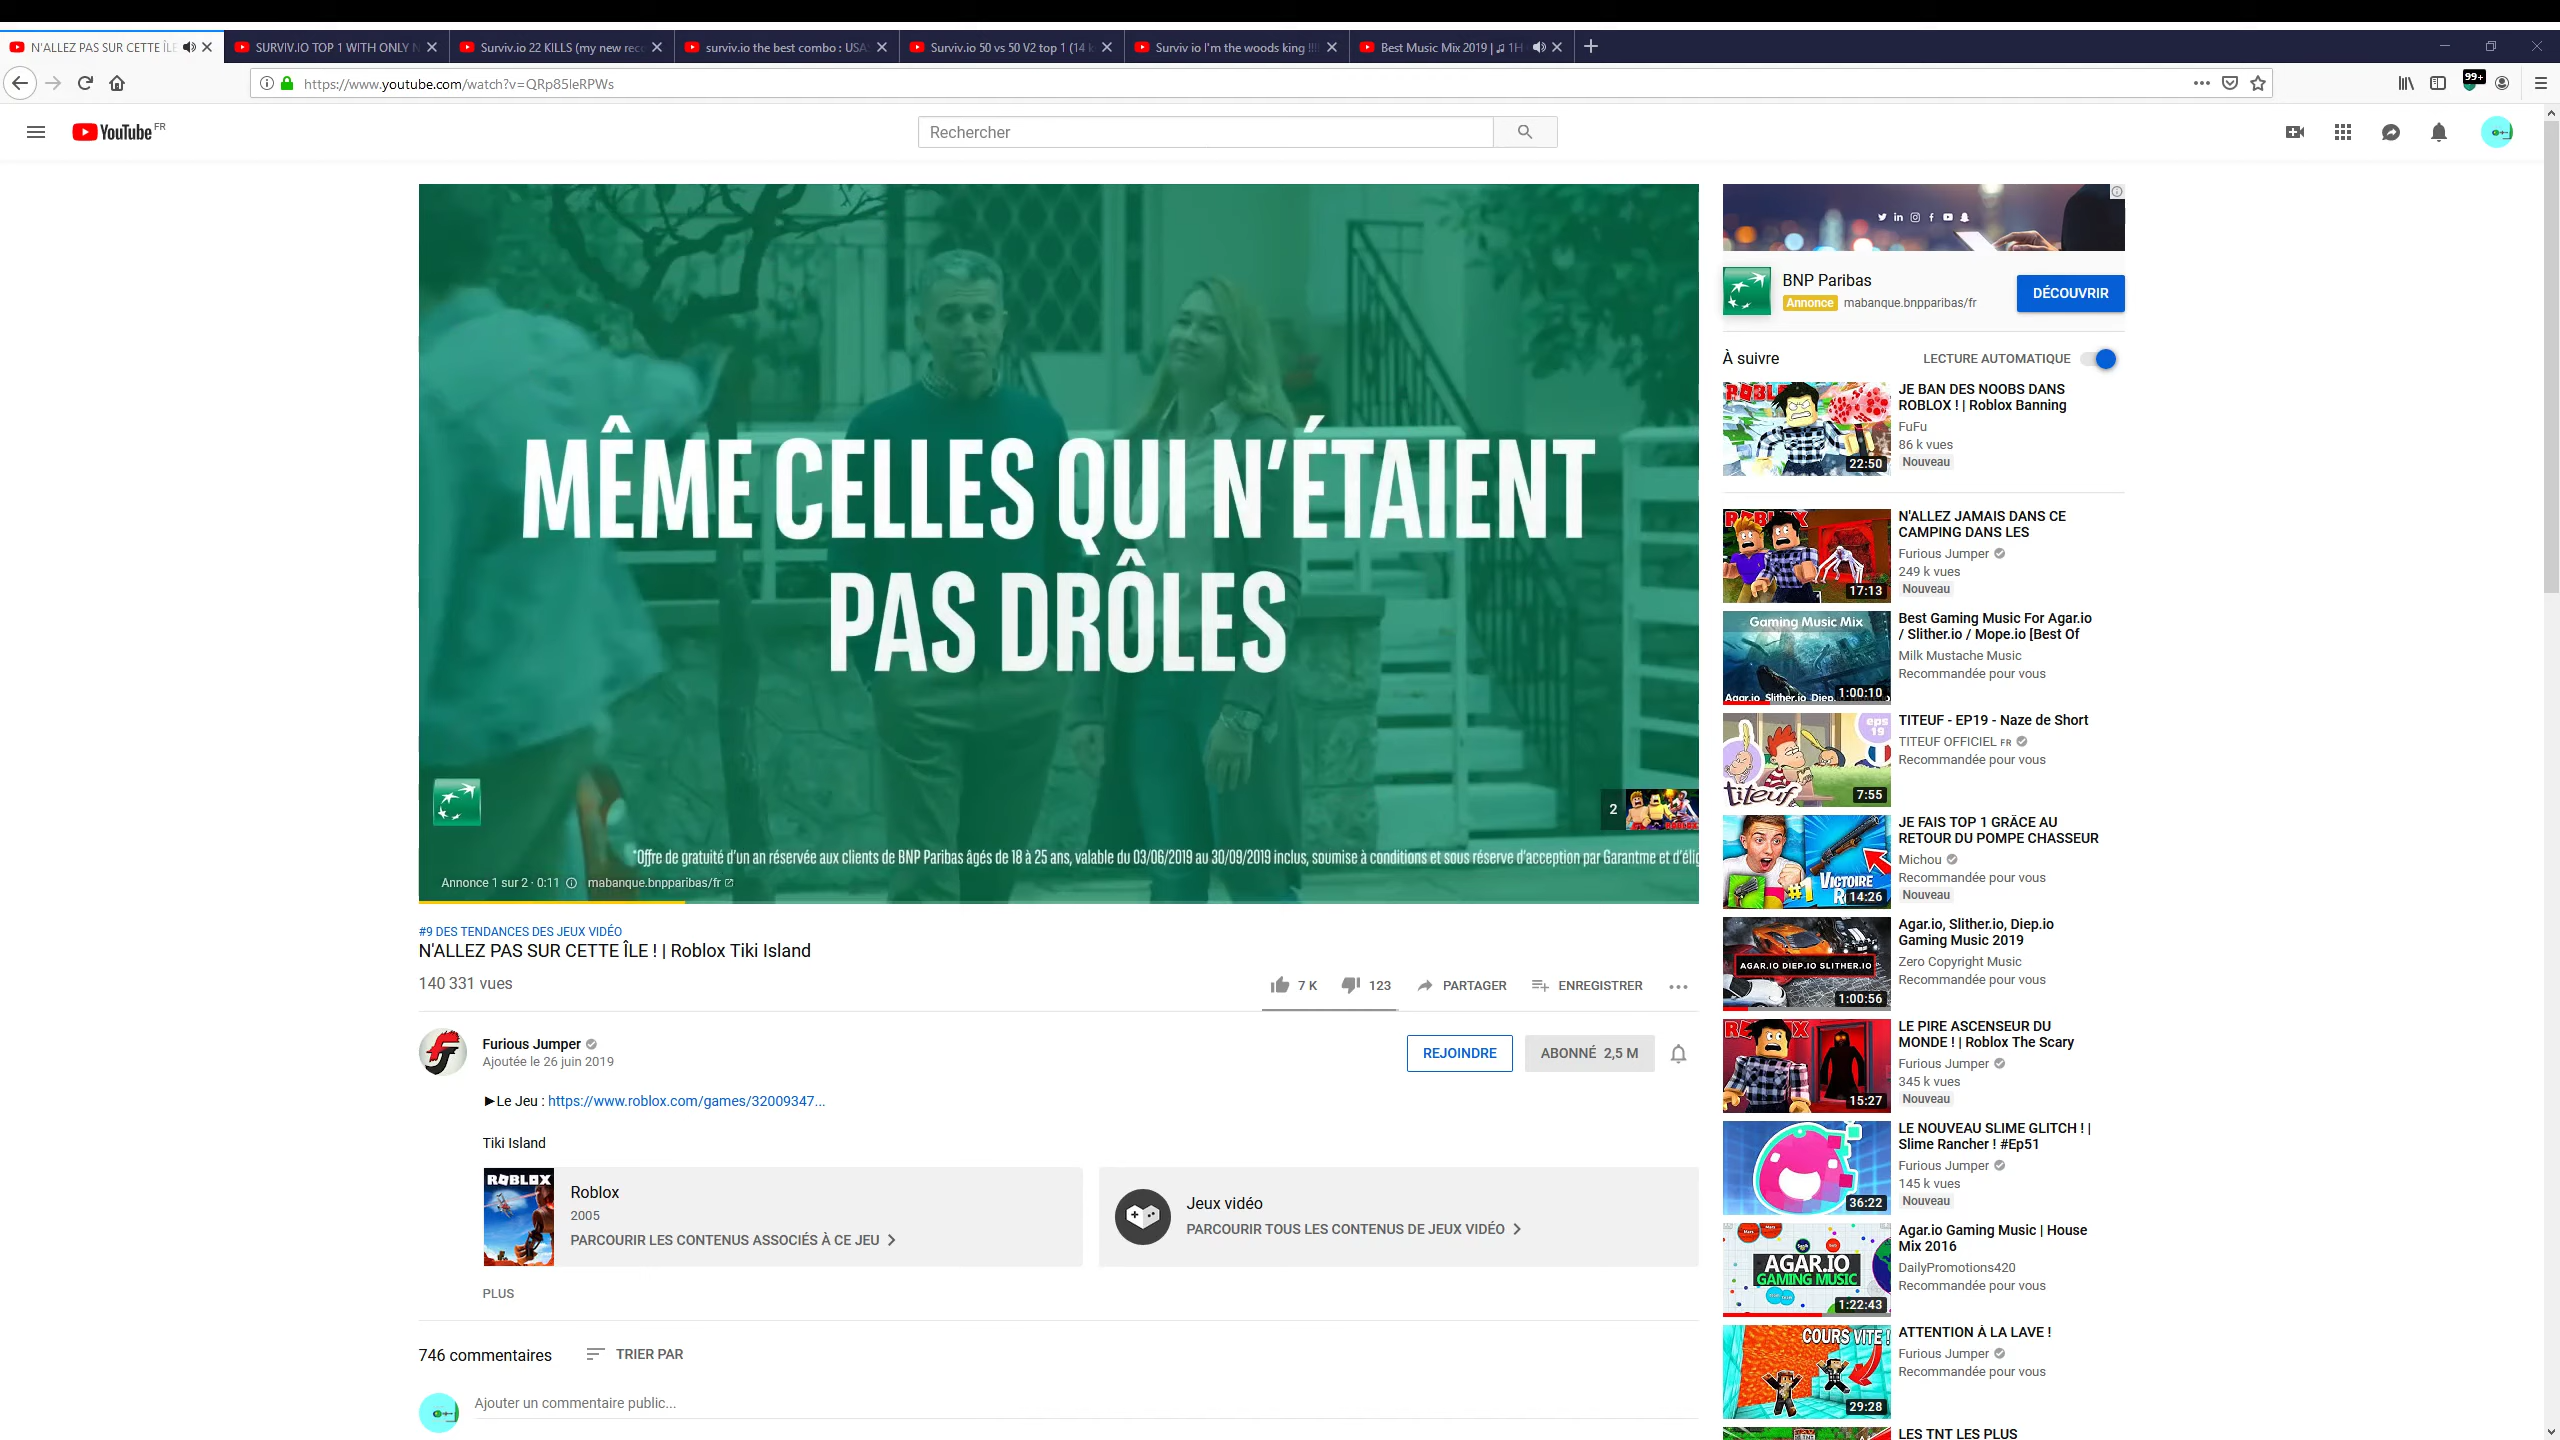 N'ALLEZ PAS SUR CETTE ÎLE
SURVIV.IO TOP 1 WITH ONLY
Surviv.io 22 KILLS (my new rec
surviv.io the best combo : USA
Surviv.io 50 vs 50 V2 top 1 (14 k
Surviv io I'm the woods king !!!!
Best Music Mix 2019 | ♫ 1H
https://www.youtube.com/watch?v=QRp85leRPWs
99+
YouTube FR
Rechercher
MÊME CELLES QUI N'ÉTAIENT
PAS DRÔLES
2
*Offre de gratuité d'un an réservée aux clients de BNP Paribas âgés de 18 à 25 ans, valable du 03/06/2019 au 30/09/2019 inclus, soumise à conditions et sous réserve d'acception par Garantme et d'élig
Annonce 1 sur 2 · 0:11 mabanque.bnpparibas/fr
#9 DES TENDANCES DES JEUX VIDÉO
N'ALLEZ PAS SUR CETTE ÎLE ! | Roblox Tiki Island
140 331 vues
7 K
123
PARTAGER
ENREGISTRER
Furious Jumper
Ajoutée le 26 juin 2019
REJOINDRE
ABONNÉ 2,5 M
►Le Jeu : https://www.roblox.com/games/32009347...
Tiki Island
ROBLOX
Roblox
2005
PARCOURIR LES CONTENUS ASSOCIÉS À CE JEU
Jeux vidéo
PARCOURIR TOUS LES CONTENUS DE JEUX VIDÉO
PLUS
746 commentaires
TRIER PAR
Ajouter un commentaire public...
BNP Paribas
Annonce mabanque.bnpparibas/fr
DÉCOUVRIR
À suivre
LECTURE AUTOMATIQUE
22:50
JE BAN DES NOOBS DANS
ROBLOX ! | Roblox Banning
FuFu
86 k vues
Nouveau
17:13
N'ALLEZ JAMAIS DANS CE
CAMPING DANS LES
Furious Jumper
249 k vues
Nouveau
Gaming Music Mix
Agar.io, Slither.io, Diep.
1:00:10
Best Gaming Music For Agar.io
/ Slither.io / Mope.io [Best Of
Milk Mustache Music
Recommandée pour vous
eps
19
titeuf
7:55
TITEUF - EP19 - Naze de Short
TITEUF OFFICIEL FR
Recommandée pour vous
#1 VICTOIRE
14:26
JE FAIS TOP 1 GRÂCE AU
RETOUR DU POMPE CHASSEUR
Michou
Recommandée pour vous
Nouveau
AGAR.IO DIEP.IO SLITHER.IO
1:00:56
Agar.io, Slither.io, Diep.io
Gaming Music 2019
Zero Copyright Music
Recommandée pour vous
15:27
LE PIRE ASCENSEUR DU
MONDE ! | Roblox The Scary
Furious Jumper
345 k vues
Nouveau
36:22
LE NOUVEAU SLIME GLITCH ! |
Slime Rancher ! #Ep51
Furious Jumper
145 k vues
Nouveau
AGAR.IO
GAMING MUSIC
1:22:43
Agar.io Gaming Music | House
Mix 2016
DailyPromotions420
Recommandée pour vous
COURS VITE !
29:28
ATTENTION À LA LAVE !
Furious Jumper
Recommandée pour vous
LES TNT LES PLUS